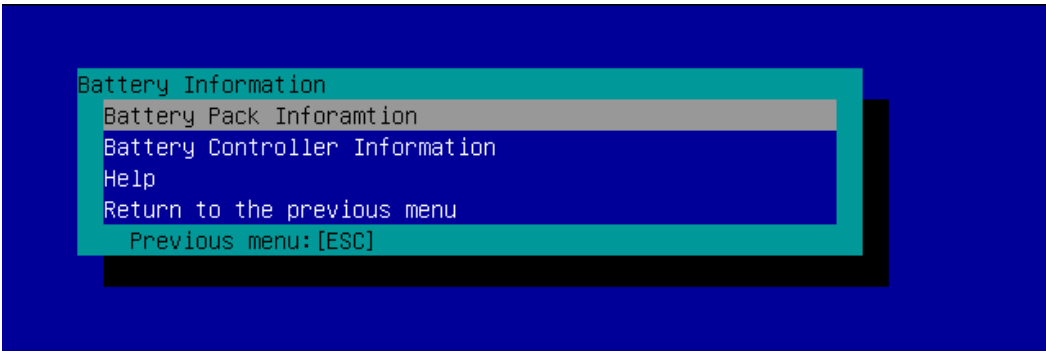 Battery Information
Battery Pack Inforamtion
Battery Controller Information
Help
Return to the previous menu
Previous menu:[ESC]